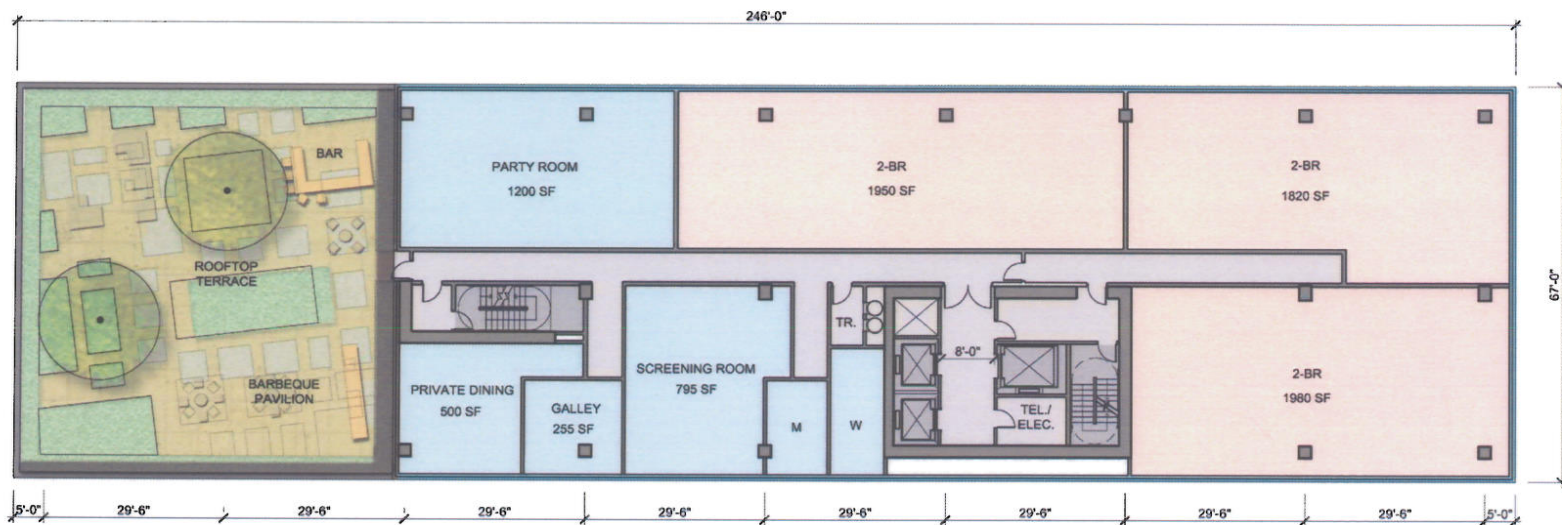 246'-0"
BAR
PARTY ROOM
1200 SF
2-BR
1950 SF
2-BR
1820 SF
ROOFTOP
TERRACE
67'-0"
TR.
8'-0"
PRIVATE DINING
500 SF
SCREENING ROOM
795 SF
2-BR
1980 SF
BARBEQUE
PAVILION
GALLEY
255 SF
M
W
TEL./
ELEC.
5'-0" 29'-6" 29'-6" 29'-6" 29'-6" 29'-6" 29'-6" 29'-6" 29'-6" 5'-0"